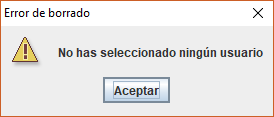 Error de borrado
No has seleccionado ningún usuario
Aceptar